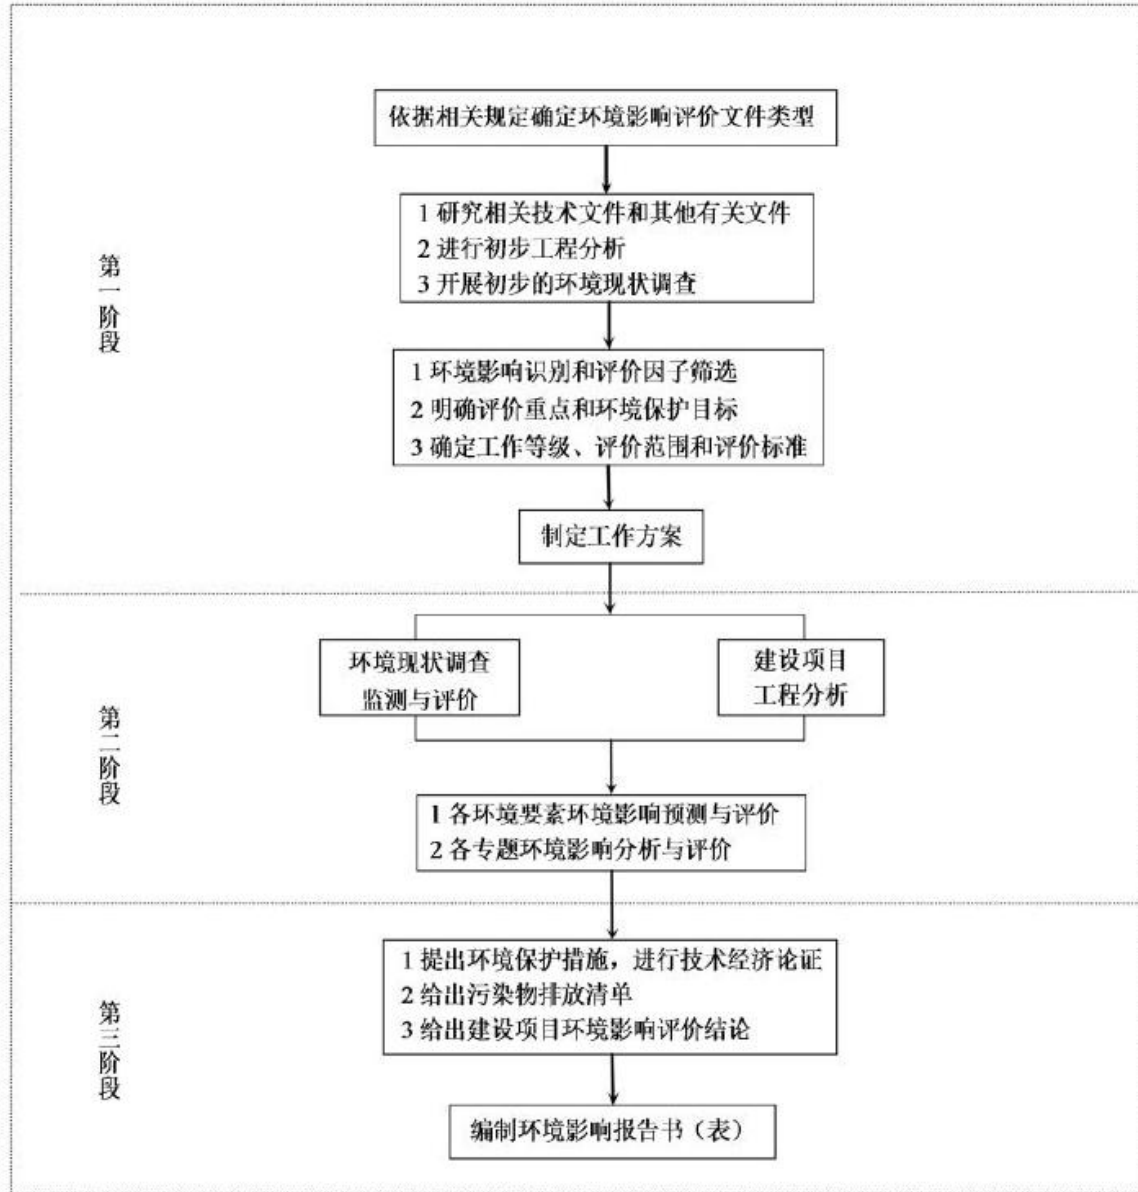 依据相关规定确定环境影响评价文件类型
1 研究相关技术文件和其他有关文件
2 进行初步工程分析
3 开展初步的环境现状调查
第一阶段
1 环境影响识别和评价因子筛选
2 明确评价重点和环境保护目标
3 确定工作等级、评价范围和评价标准
制定工作方案
环境现状调查
监测与评价
建设项目
工程分析
第二阶段
1 各环境要素环境影响预测与评价
2 各专题环境影响分析与评价
1 提出环境保护措施，进行技术经济论证
2 给出污染物排放清单
3 给出建设项目环境影响评价结论
第三阶段
编制环境影响报告书（表）